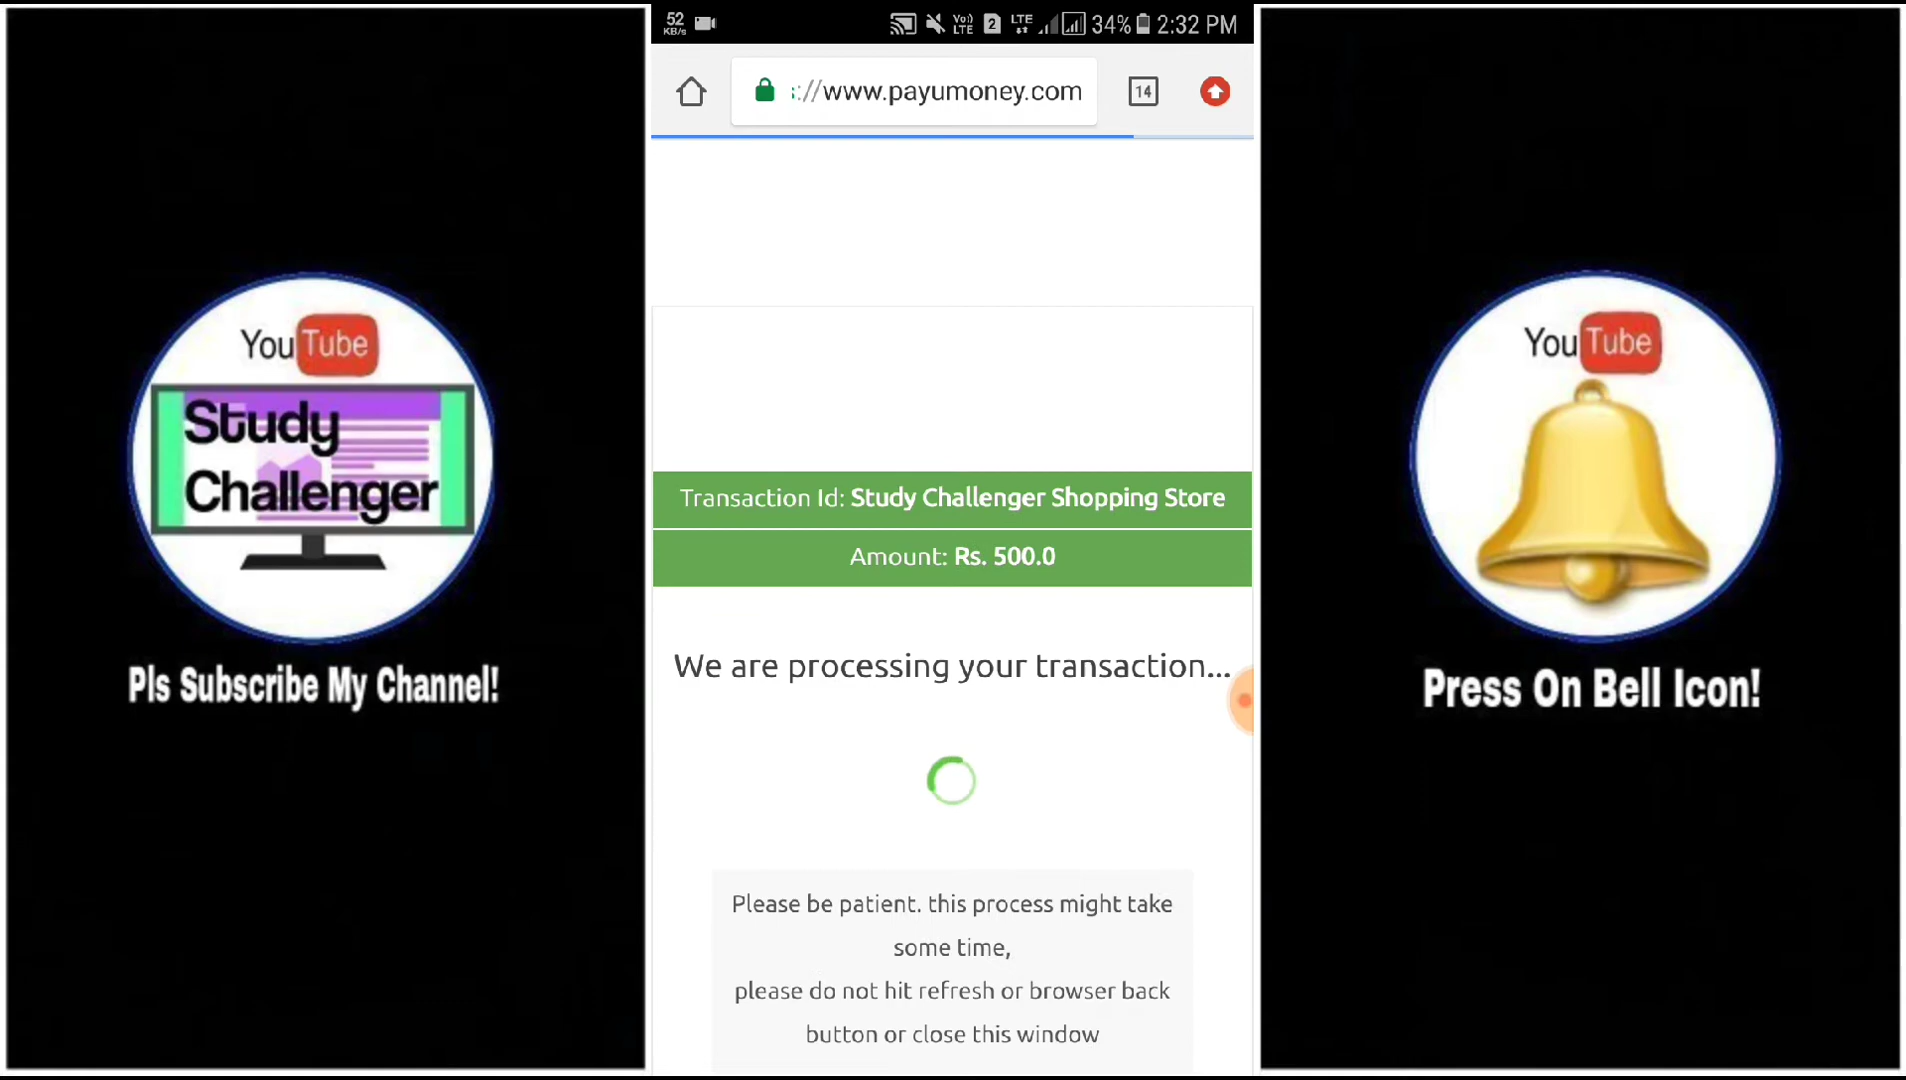 You Tube
Study
Challenger
Pls Subscribe My Channel!
52
KB/s
Vo)
LTE
2
LTE
34%
2:32 PM
://www.payumoney.com
14
Transaction Id: Study Challenger Shopping Store
Amount: Rs. 500.0
We are processing your transaction...
Please be patient. this process might take
some time,
please do not hit refresh or browser back
button or close this window
You Tube
Press On Bell Icon!